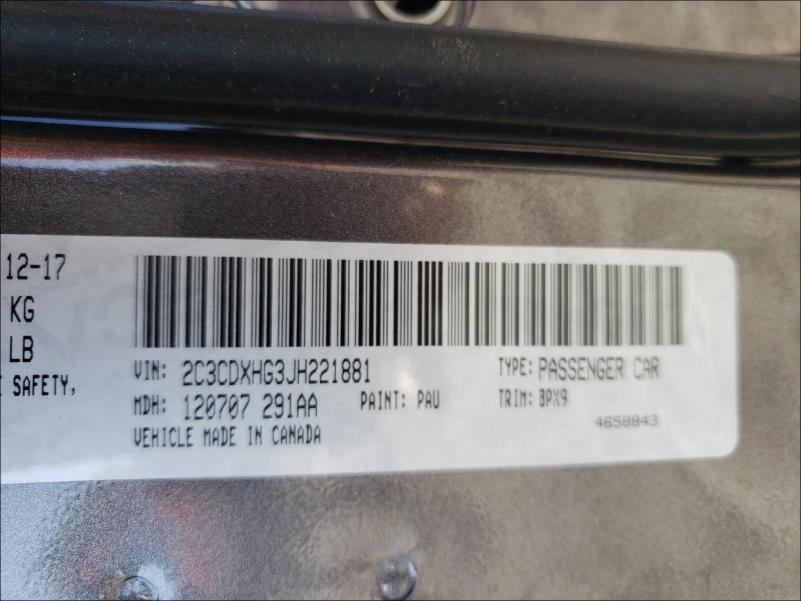 12-17
KG
LB
SAFETY,
VIN: 2C3CDXHG3JH221881
TYPE: PASSENGER CAR
MDH: 120707 291AA
PAINT: PAU
TRIM: BPX9
VEHICLE MADE IN CANADA
4658843